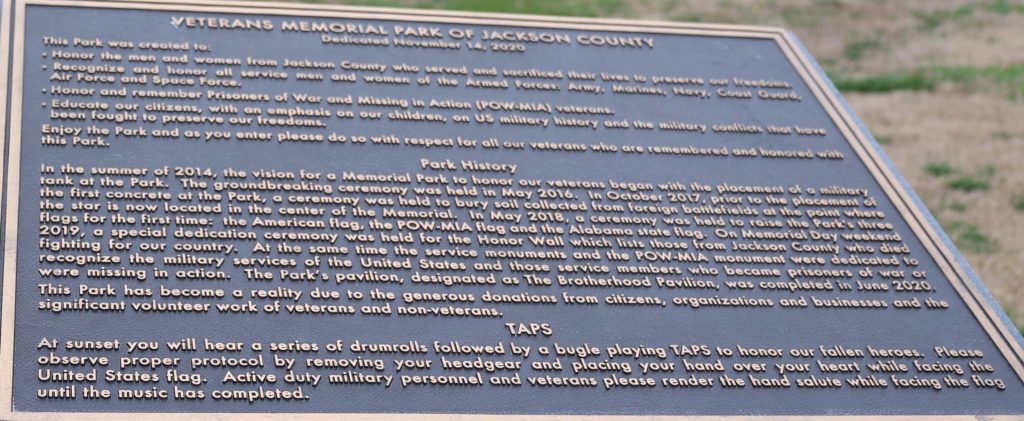 VETERANS MEMORIAL PARK OF JACKSON COUNTY
Dedicated November 14, 2020
This Park was created to:
- Honor the men and women from Jackson County who served and sacrificed their lives to preserve our freedoms.
- Recognize and honor all service men and women of the Armed Forces: Army, Marines, Navy, Coast Guard,
Air Force and Space Force.
- Honor and remember Prisoners of War and Missing in Action (POW-MIA) veterans.
- Educate our citizens, with an emphasis on our children, on US military history and the military conflicts that have
been fought to preserve our freedoms.
Enjoy the Park and as you enter please do so with respect for all our veterans who are remembered and honored with
this Park.
Park History
In the summer of 2014, the vision for a Memorial Park to honor our veterans began with the placement of a military
tank at the Park. The groundbreaking ceremony was held in May 2016. In October 2017, prior to the placement of
the first concrete at the Park, a ceremony was held to bury soil collected from foreign battlefields at the point where
the star is now located in the center of the Memorial. In May 2018, a ceremony was held to raise the Park's three
flags for the first time: the American flag, the POW-MIA flag and the Alabama state flag. On Memorial Day weekend
2019, a special dedication ceremony was held for the Honor Wall which lists those from Jackson County who died
fighting for our country. At the same time the service monuments and the POW-MIA monument were dedicated to
recognize the military services of the United States and those service members who became prisoners of war or
were missing in action. The Park's pavilion, designated as The Brotherhood Pavilion, was completed in June 2020.
This Park has become a reality due to the generous donations from citizens, organizations and businesses and the
significant volunteer work of veterans and non-veterans.
TAPS
At sunset you will hear a series of drumrolls followed by a bugle playing TAPS to honor our fallen heroes. Please
observe proper protocol by removing your headgear and placing your hand over your heart while facing the
United States flag. Active duty military personnel and veterans please render the hand salute while facing the flag
until the music has completed.